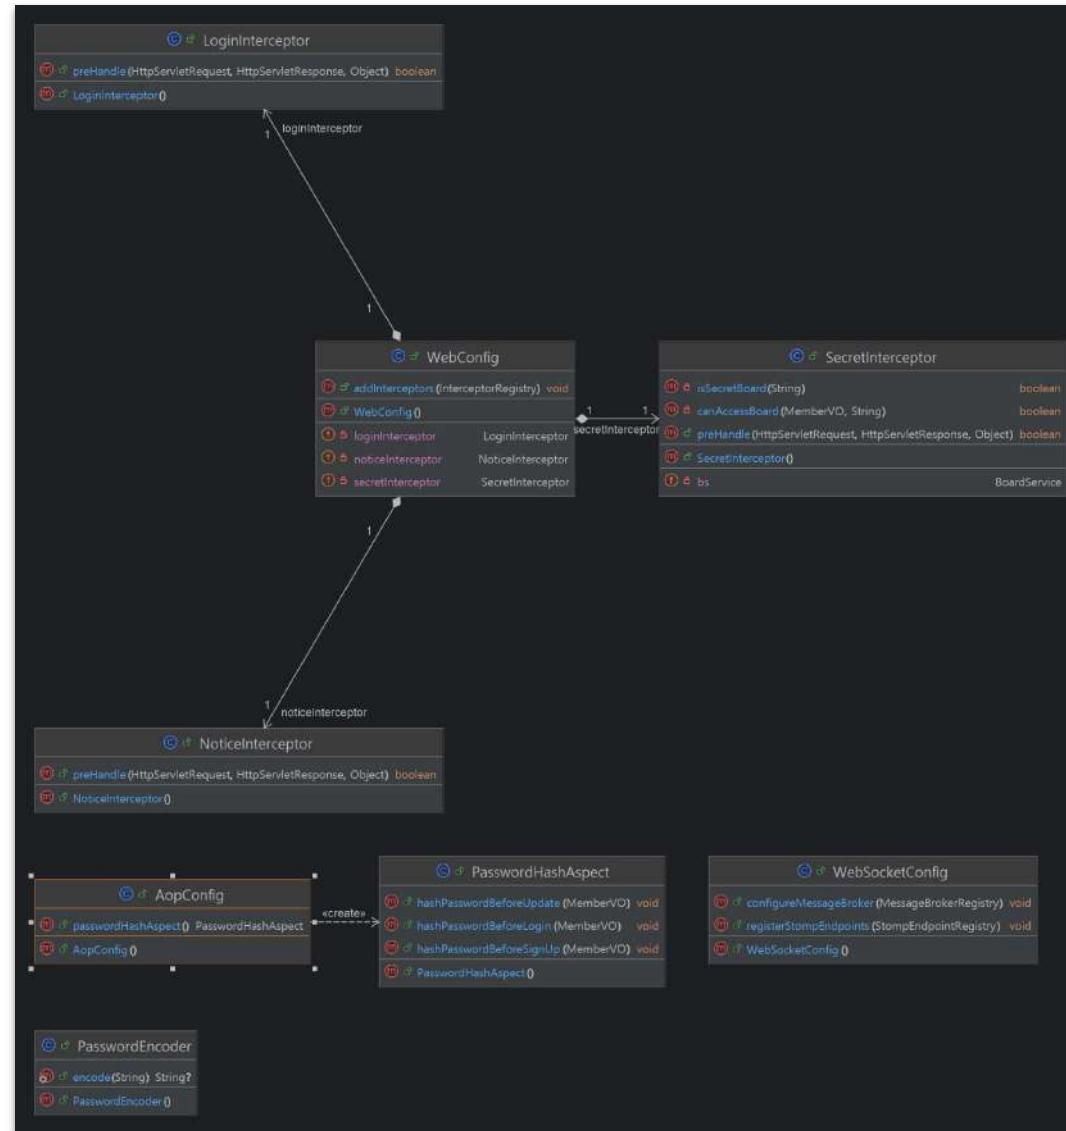 LoginInterceptor
preHandle(HttpServletRequest, HttpServletResponse, Object) boolean
LoginInterceptor()
1 loginInterceptor
1
WebConfig
addInterceptors(InterceptorRegistry) void
WebConfig()
loginInterceptor LoginInterceptor
noticeInterceptor NoticeInterceptor
secretInterceptor SecretInterceptor
1 1
secretInterceptor
SecretInterceptor
isSecretBoard(String) boolean
canAccessBoard(MemberVO, String) boolean
preHandle(HttpServletRequest, HttpServletResponse, Object) boolean
SecretInterceptor()
bs BoardService
1
1 noticeInterceptor
NoticeInterceptor
preHandle(HttpServletRequest, HttpServletResponse, Object) boolean
NoticeInterceptor()
AopConfig
passwordHashAspect() PasswordHashAspect
AopConfig()
«create»
PasswordHashAspect
hashPasswordBeforeUpdate(MemberVO) void
hashPasswordBeforeLogin(MemberVO) void
hashPasswordBeforeSignUp(MemberVO) void
PasswordHashAspect()
WebSocketConfig
configureMessageBroker(MessageBrokerRegistry) void
registerStompEndpoints(StompEndpointRegistry) void
WebSocketConfig()
PasswordEncoder
encode(String) String?
PasswordEncoder()